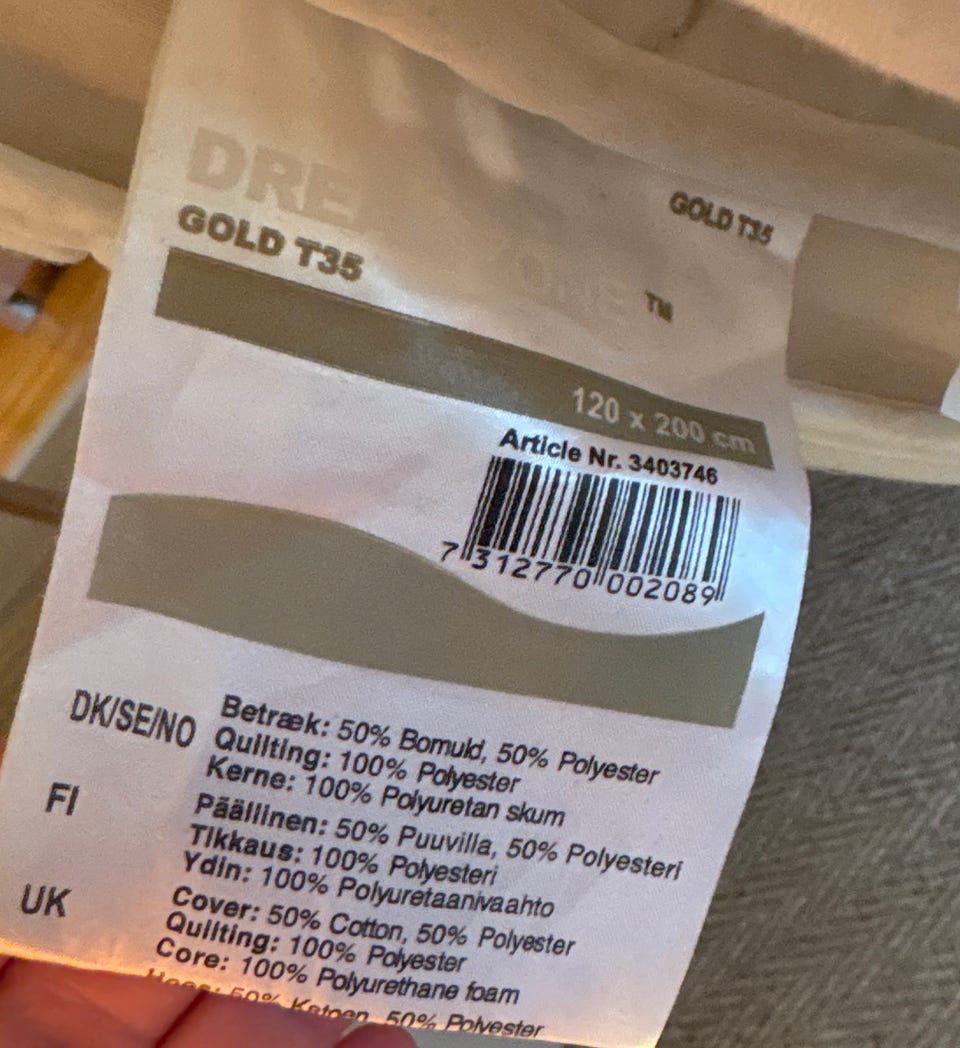 DRE
GOLD T35
GOLD T35
ONE ™
120 x 200 cm
Article Nr. 3403746
7 312770 002089
DK/SE/NO
Betræk: 50% Bomuld, 50% Polyester
Quilting: 100% Polyester
Kerne: 100% Polyuretan skum
FI
Päällinen: 50% Puuvilla, 50% Polyesteri
Tikkaus: 100% Polyesteri
Ydin: 100% Polyuretaanivaahto
UK
Cover: 50% Cotton, 50% Polyester
Quilting: 100% Polyester
Core: 100% Polyurethane foam
Hoes: 50% Katoen, 50% Polyester